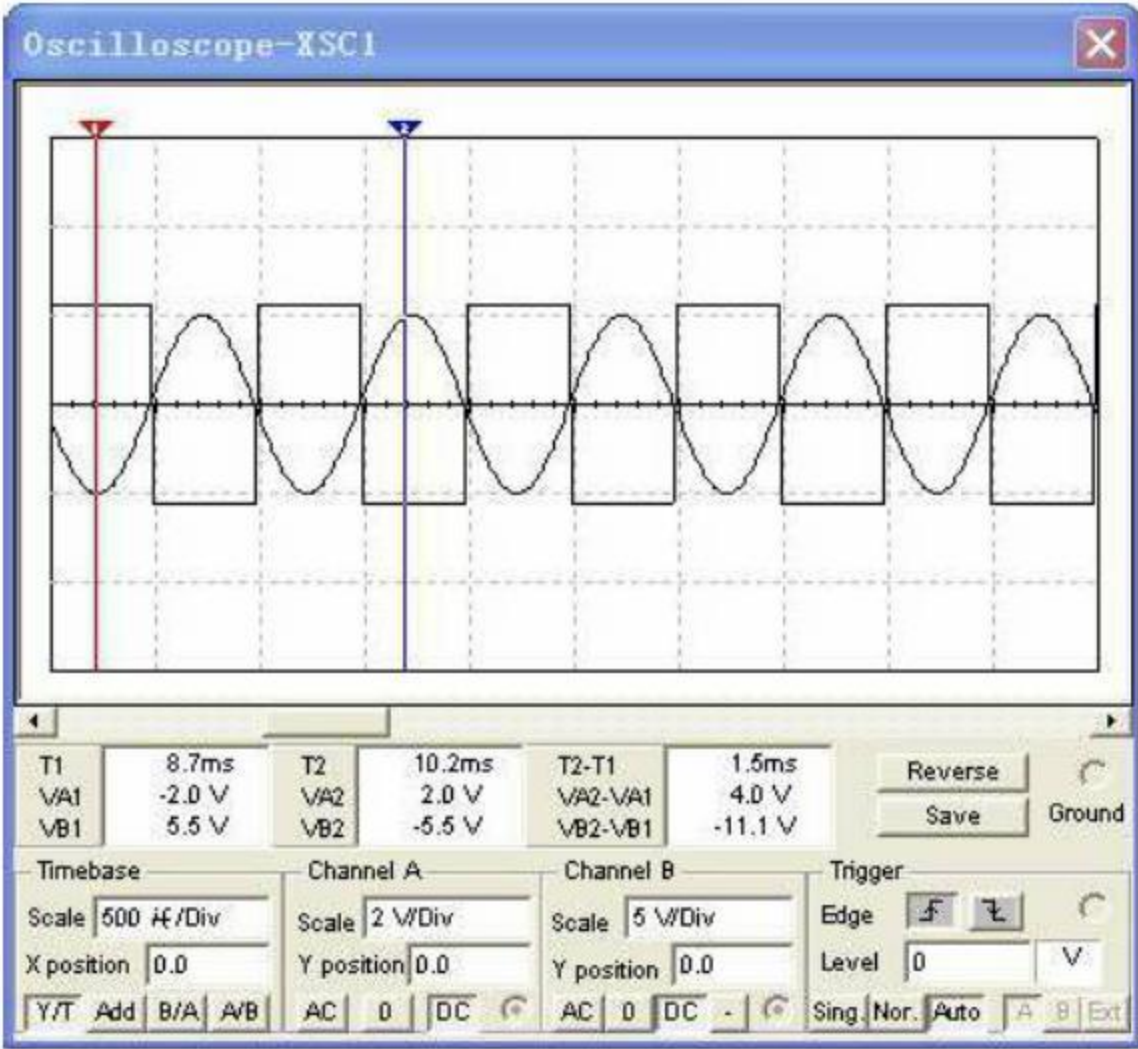 Oscilloscope-XSC1
1 2
T1 8.7ms T2 10.2ms T2-T1 1.5ms Reverse
VA1 -2.0 V VA2 2.0 V VA2-VA1 4.0 V Save Ground
VB1 5.5 V VB2 -5.5 V VB2-VB1 -11.1 V
Timebase Channel A Channel B Trigger
Scale 500 /Div Scale 2 V/Div Scale 5 V/Div Edge
X position 0.0 Y position 0.0 Y position 0.0 Level 0 V
Y/T Add B/A A/B AC 0 DC AC 0 DC - Sing. Nor. Auto A B Ext